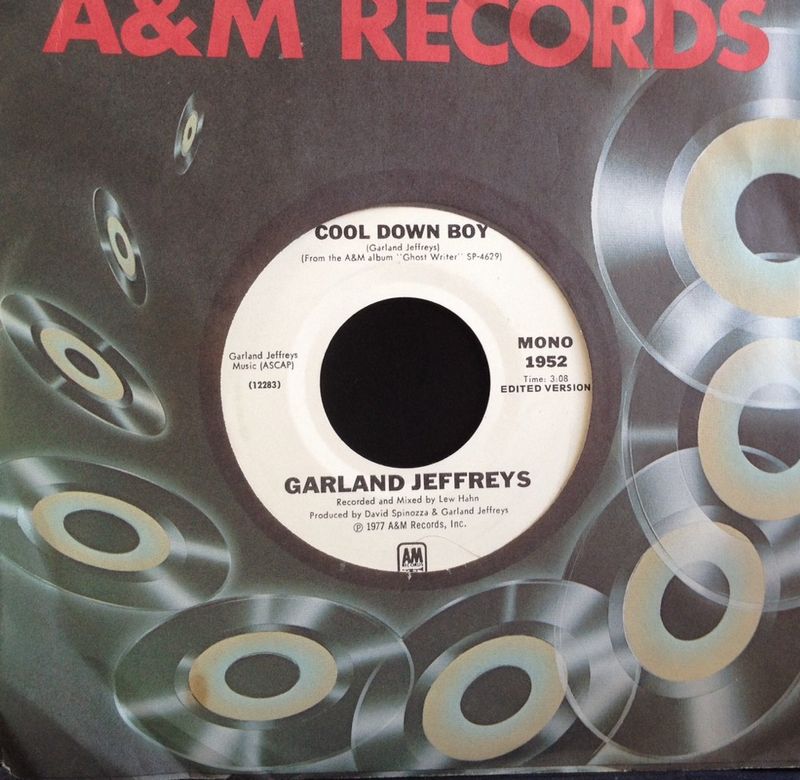 A&M RECORDS
COOL DOWN BOY
(Garland Jeffreys)
(From the A&M album "Ghost Writer" SP-4629)
Garland Jeffreys
Music (ASCAP)
(12283)
MONO
1952
Time: 3:08
EDITED VERSION
GARLAND JEFFREYS
Recorded and Mixed by Lew Hahn
Produced by David Spinozza & Garland Jeffreys
℗ 1977 A&M Records, Inc.
AM
RECORDS